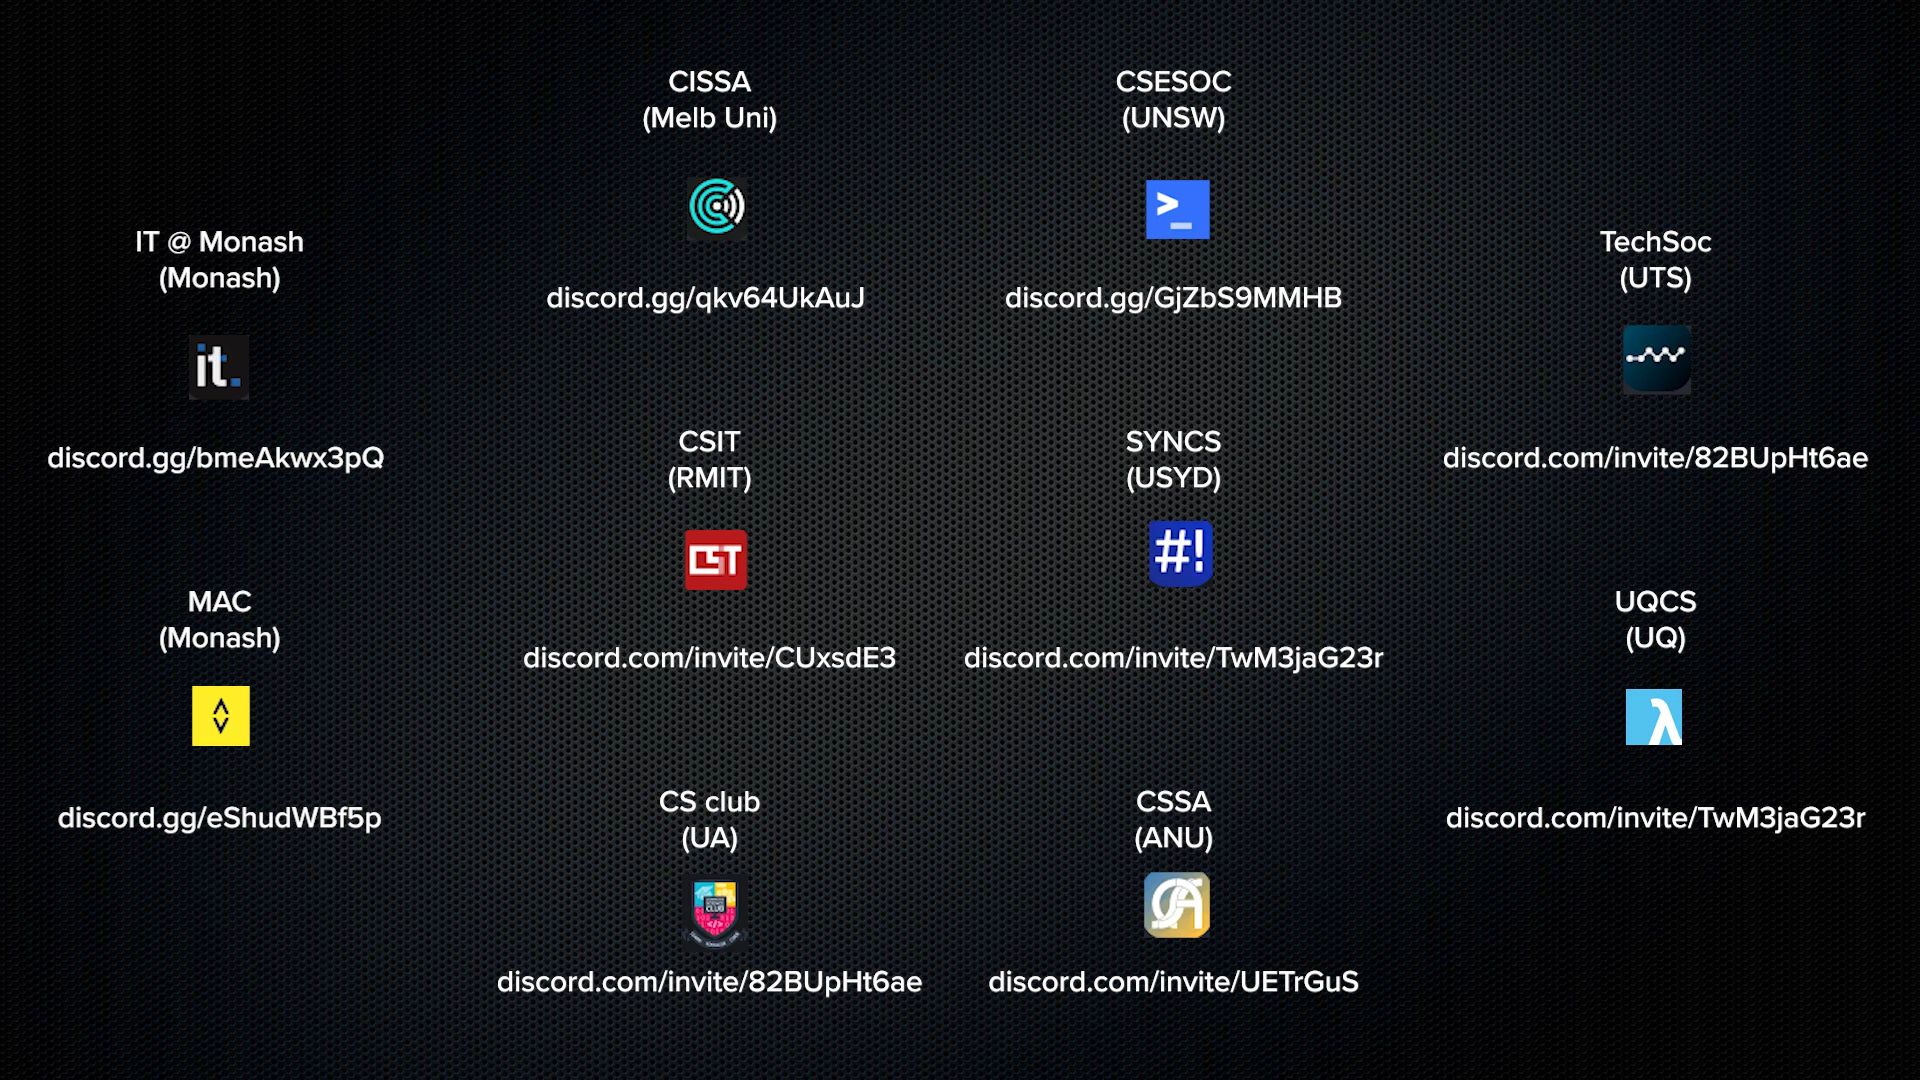 CISSA
(Melb Uni)
discord.gg/qkv64UkAuJ
CSESOC
(UNSW)
>_
discord.gg/GjZbS9MMHB
IT @ Monash
(Monash)
it.
discord.gg/bmeAkwx3pQ
TechSoc
(UTS)
discord.com/invite/82BUpHt6ae
CSIT
(RMIT)
CSIT
discord.com/invite/CUxsdE3
SYNCS
(USYD)
#!
discord.com/invite/TwM3jaG23r
MAC
(Monash)
discord.gg/eShudWBf5p
UQCS
(UQ)
λ
discord.com/invite/TwM3jaG23r
CS club
(UA)
CLUB
discord.com/invite/82BUpHt6ae
CSSA
(ANU)
discord.com/invite/UETrGuS